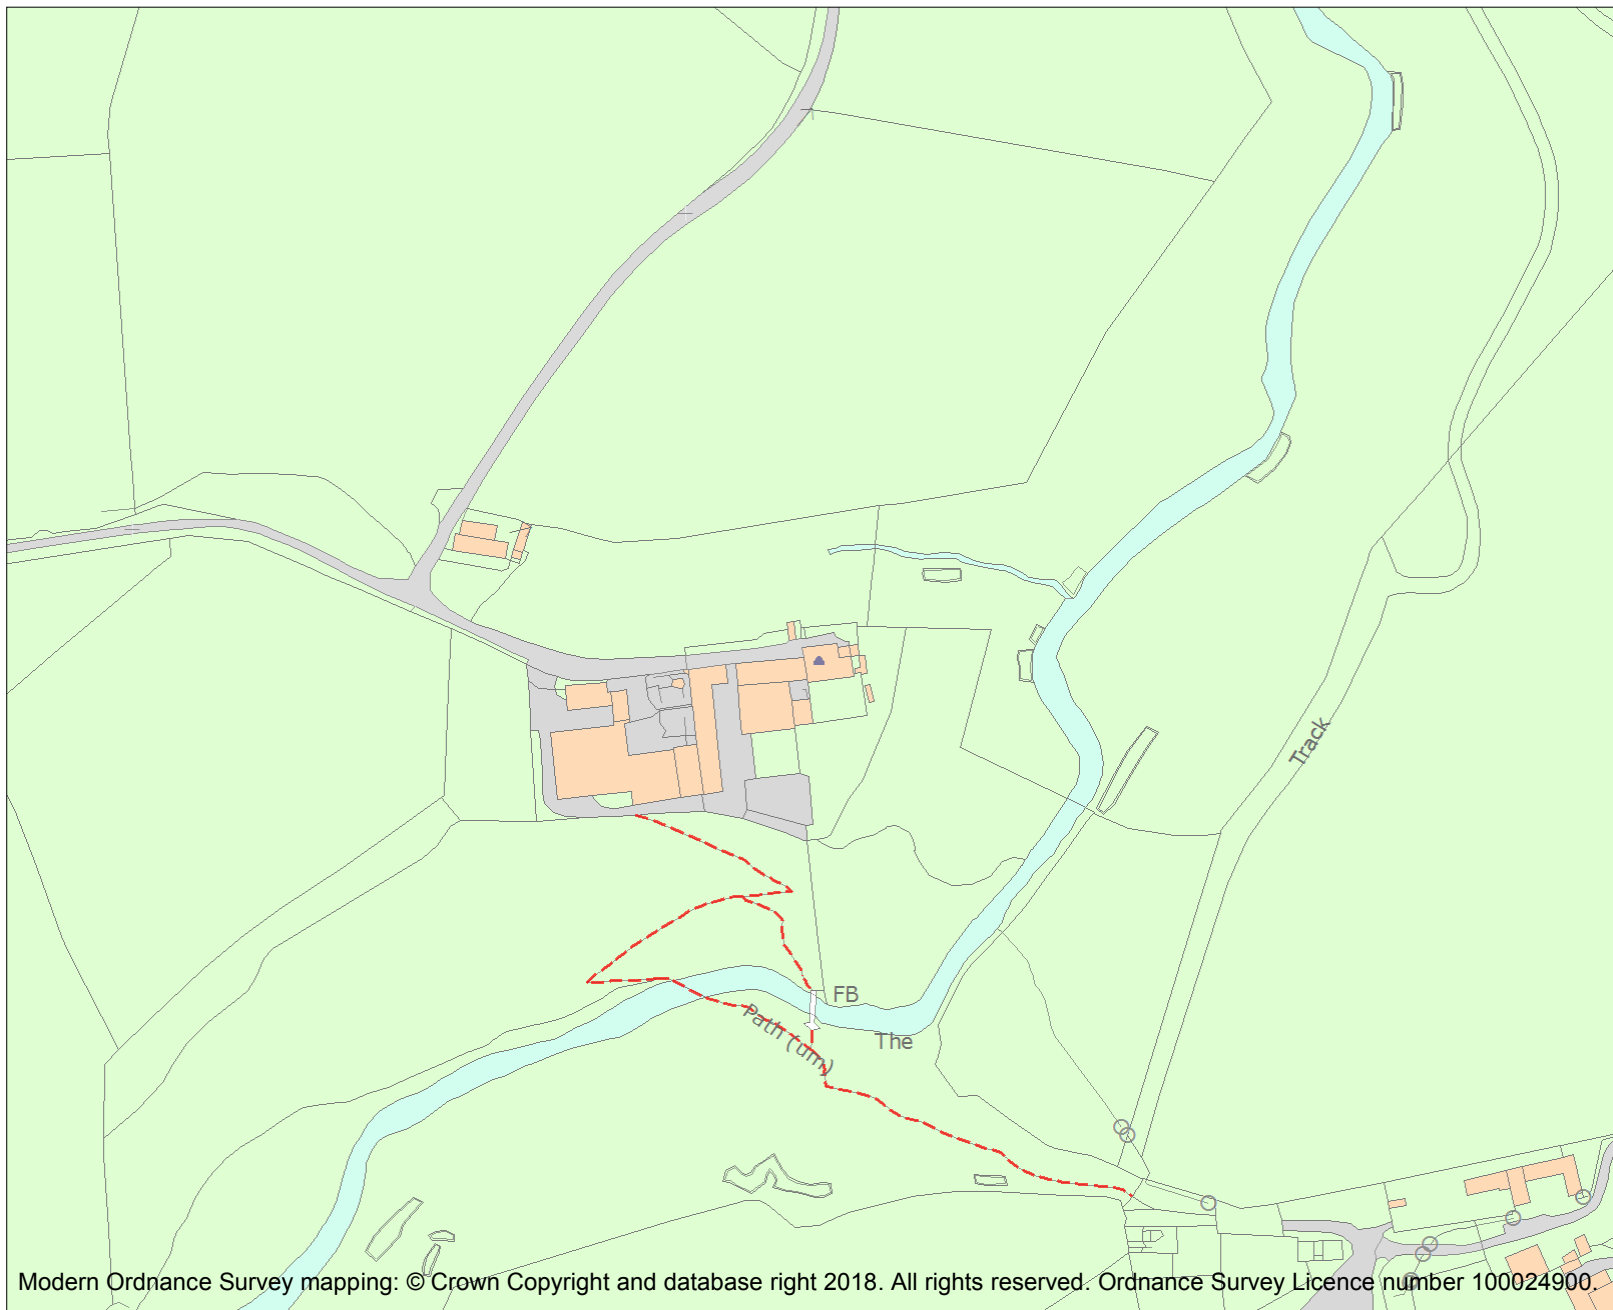 Track
FB
The
Path (um)
Modern Ordnance Survey mapping: © Crown Copyright and database right 2018. All rights reserved. Ordnance Survey Licence number 100024900.